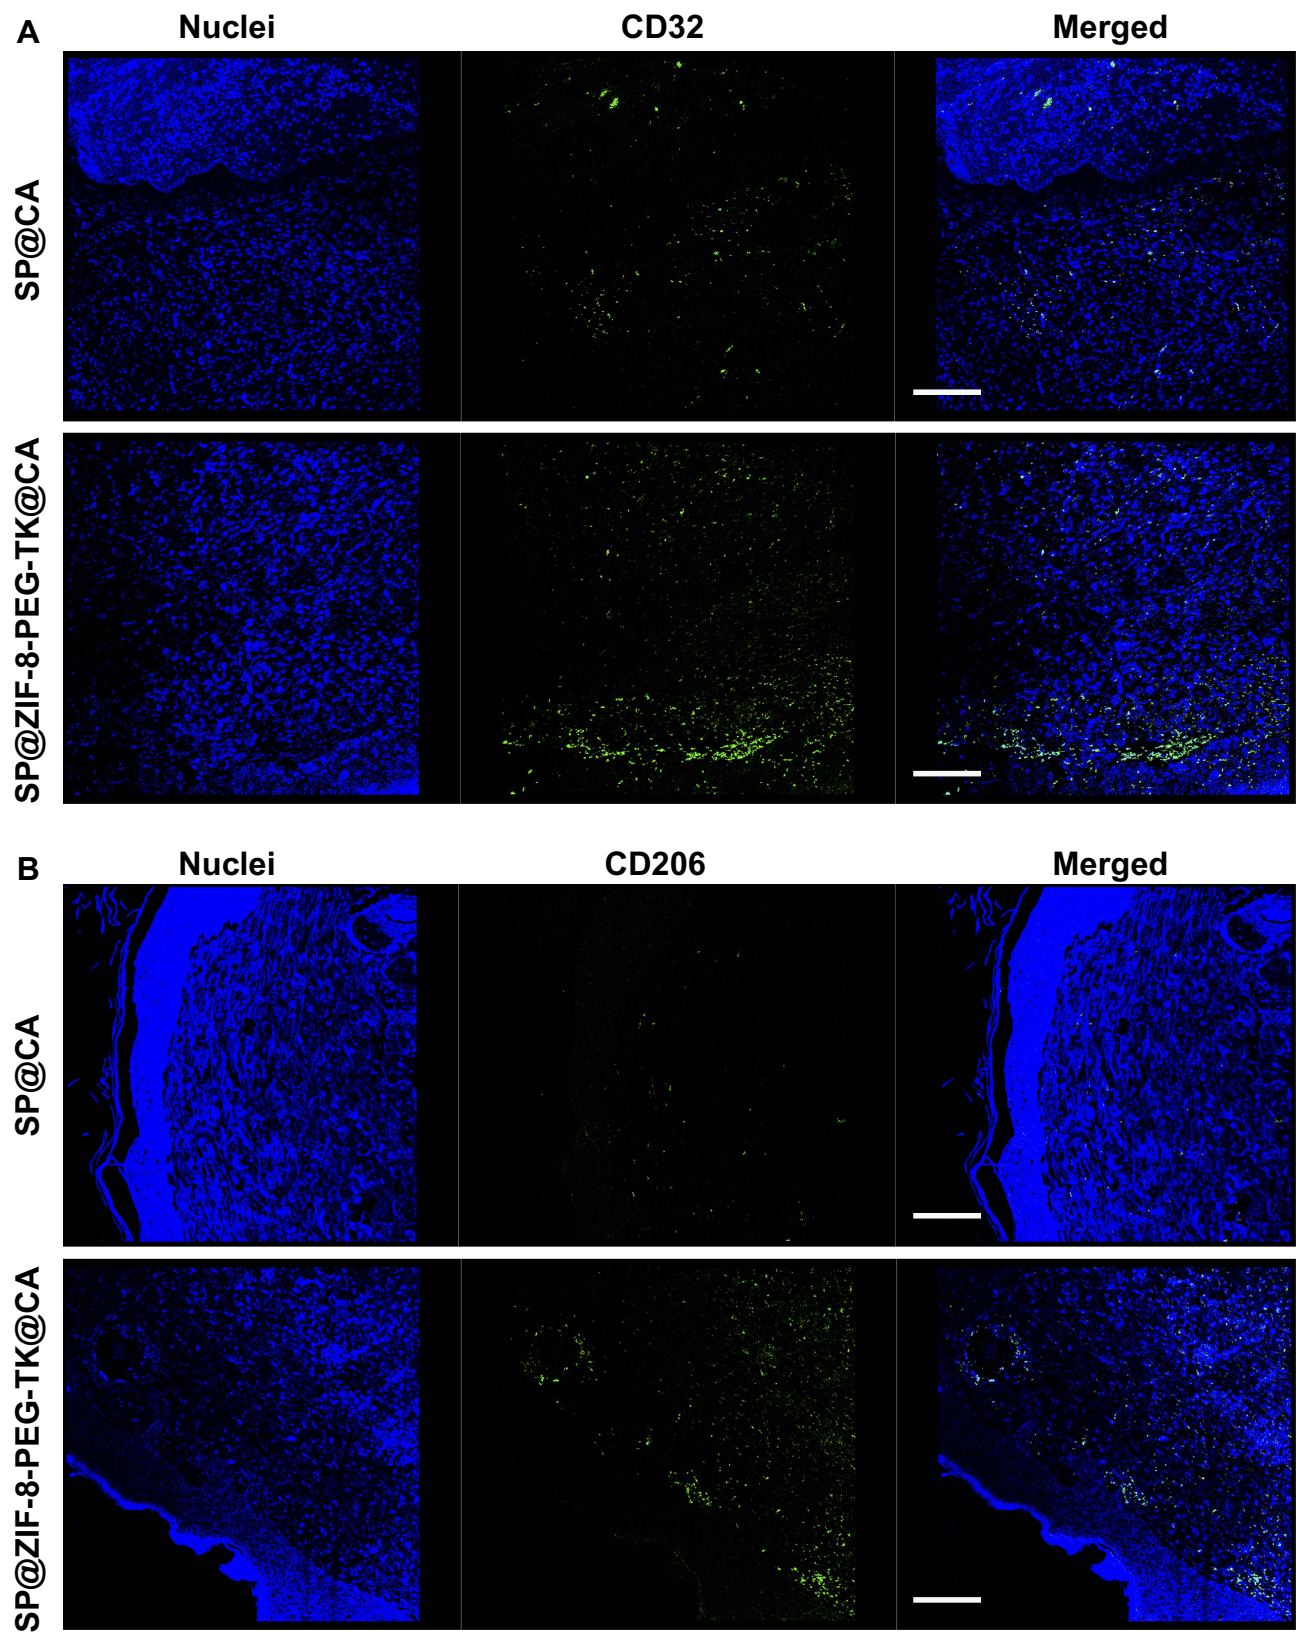 A
Nuclei CD32 Merged
SP@CA
SP@ZIF-8-PEG-TK@CA
B
Nuclei CD206 Merged
SP@CA
SP@ZIF-8-PEG-TK@CA